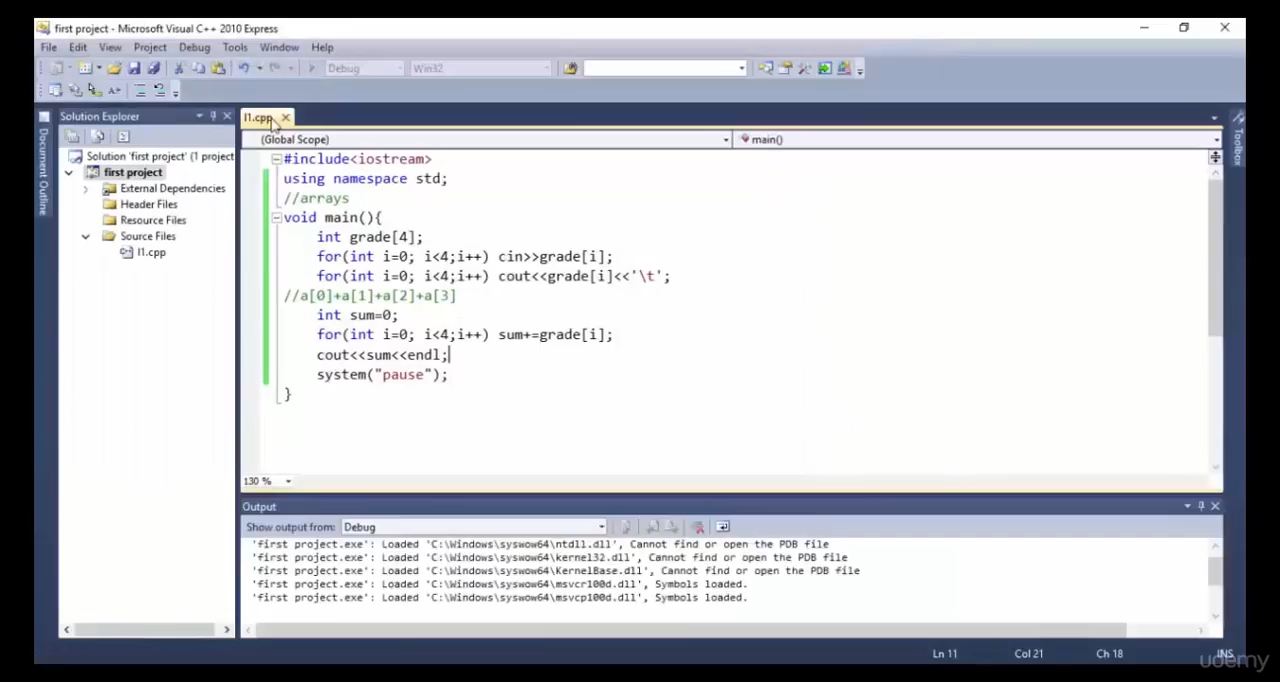 first project - Microsoft Visual C++ 2010 Express
File Edit View Project Debug Tools Window Help
Debug Win32
Solution Explorer
l1.cpp
(Global Scope) main()
Document Outline
Toolbox
Solution 'first project' (1 project
first project
External Dependencies
Header Files
Resource Files
Source Files
l1.cpp
#include<iostream>
using namespace std;
//arrays
void main(){
int grade[4];
for(int i=0; i<4;i++) cin>>grade[i];
for(int i=0; i<4;i++) cout<<grade[i]<<'\t';
//a[0]+a[1]+a[2]+a[3]
int sum=0;
for(int i=0; i<4;i++) sum+=grade[i];
cout<<sum<<endl;
system("pause");
}
130 %
Output
Show output from: Debug
'first project.exe': Loaded 'C:\Windows\syswow64\ntdll.dll', Cannot find or open the PDB file
'first project.exe': Loaded 'C:\Windows\syswow64\kernel32.dll', Cannot find or open the PDB file
'first project.exe': Loaded 'C:\Windows\syswow64\KernelBase.dll', Cannot find or open the PDB file
'first project.exe': Loaded 'C:\Windows\syswow64\msvcr100d.dll', Symbols loaded.
'first project.exe': Loaded 'C:\Windows\syswow64\msvcp100d.dll', Symbols loaded.
Ln 11 Col 21 Ch 18 INS
udemy